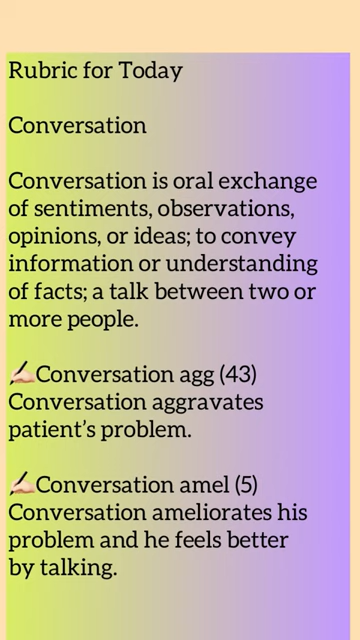 Rubric for Today
Conversation
Conversation is oral exchange
of sentiments, observations,
opinions, or ideas; to convey
information or understanding
of facts; a talk between two or
more people.
✍🏻Conversation agg (43)
Conversation aggravates
patient’s problem.
✍🏻Conversation amel (5)
Conversation ameliorates his
problem and he feels better
by talking.